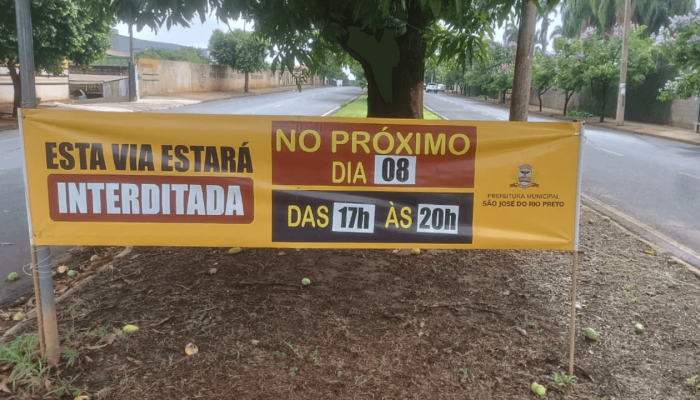 ESTA VIA ESTARÁ
INTERDITADA
NO PRÓXIMO
DIA 08
DAS 17h ÀS 20h
PREFEITURA MUNICIPAL
SÃO JOSÉ DO RIO PRETO